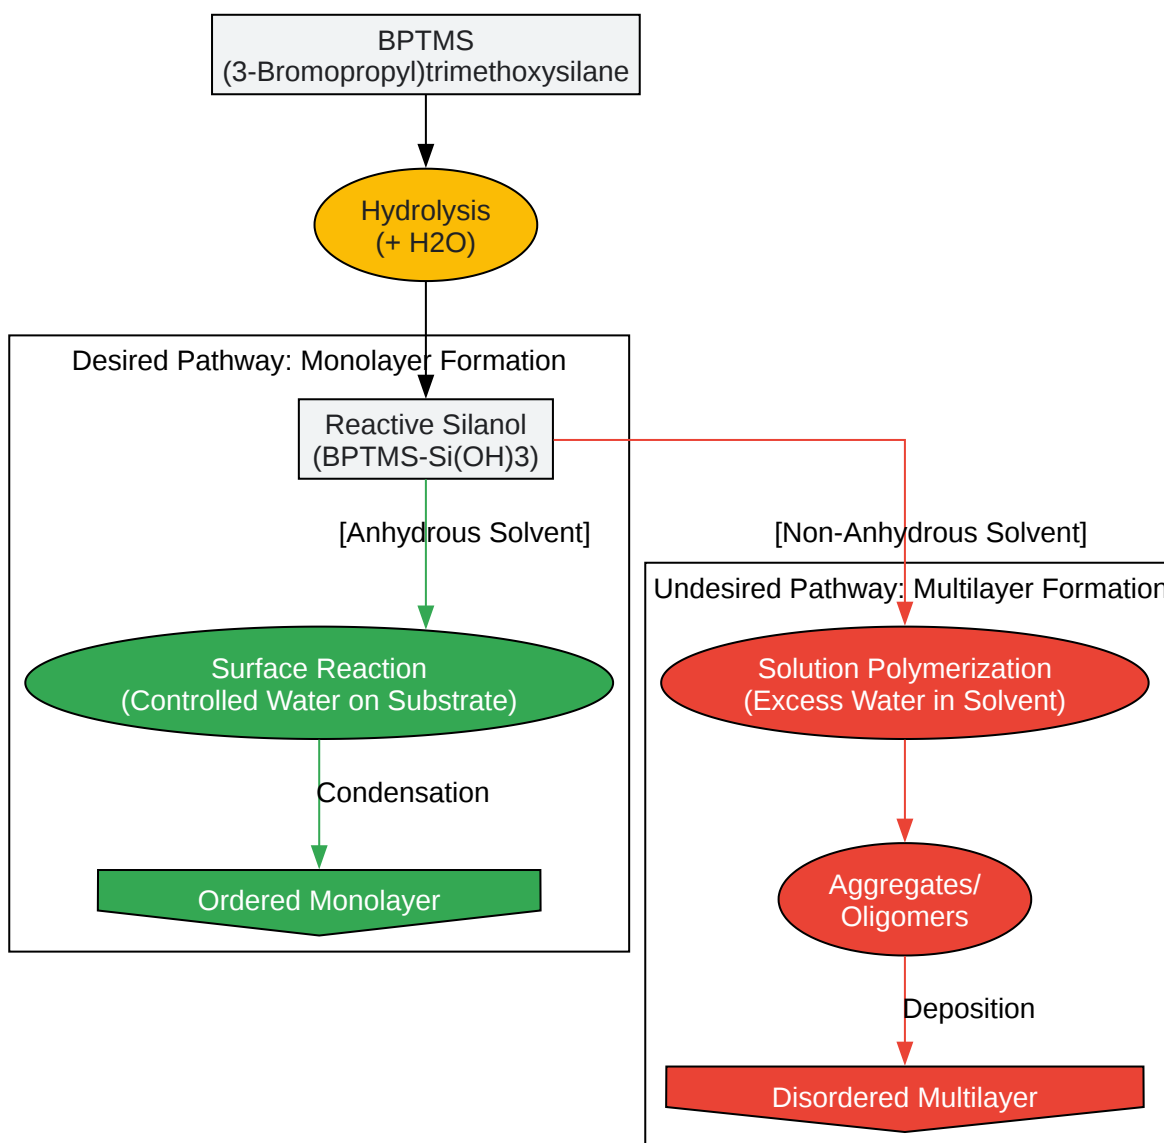 BPTMS
(3-Bromopropyl)trimethoxysilane
Hydrolysis
(+ H2O)
Desired Pathway: Monolayer Formation
Reactive Silanol
(BPTMS-Si(OH)3)
[Anhydrous Solvent]
[Non-Anhydrous Solvent]
Undesired Pathway: Multilayer Formation
Surface Reaction
(Controlled Water on Substrate)
Solution Polymerization
(Excess Water in Solvent)
Condensation
Ordered Monolayer
Aggregates/
Oligomers
Deposition
Disordered Multilayer